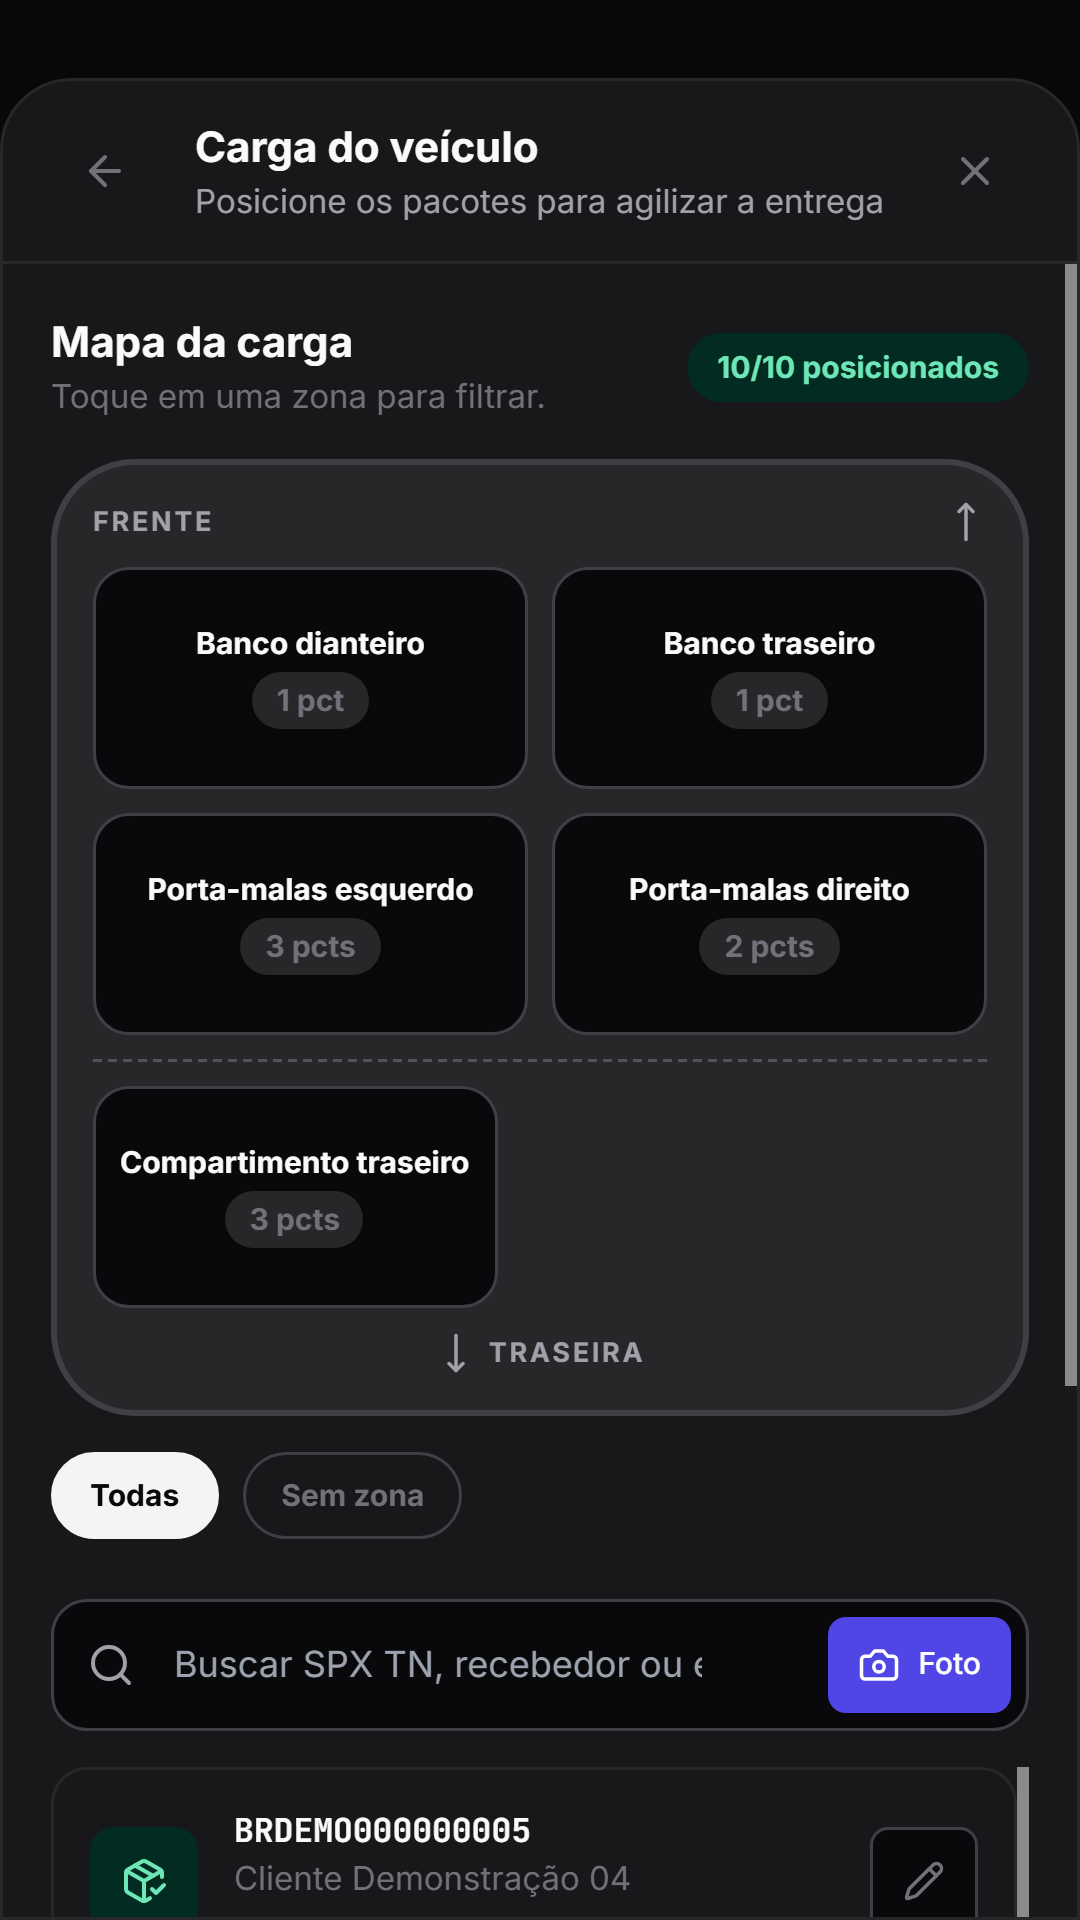 Carga do veículo
Posicione os pacotes para agilizar a entrega
Mapa da carga
Toque em uma zona para filtrar.
10/10 posicionados
FRENTE
Banco dianteiro
1 pct
Banco traseiro
1 pct
Porta-malas esquerdo
3 pcts
Porta-malas direito
2 pcts
Compartimento traseiro
3 pcts
TRASEIRA
Todas
Sem zona
Buscar SPX TN, recebedor ou
Foto
BRDEMO000000005
Cliente Demonstração 04